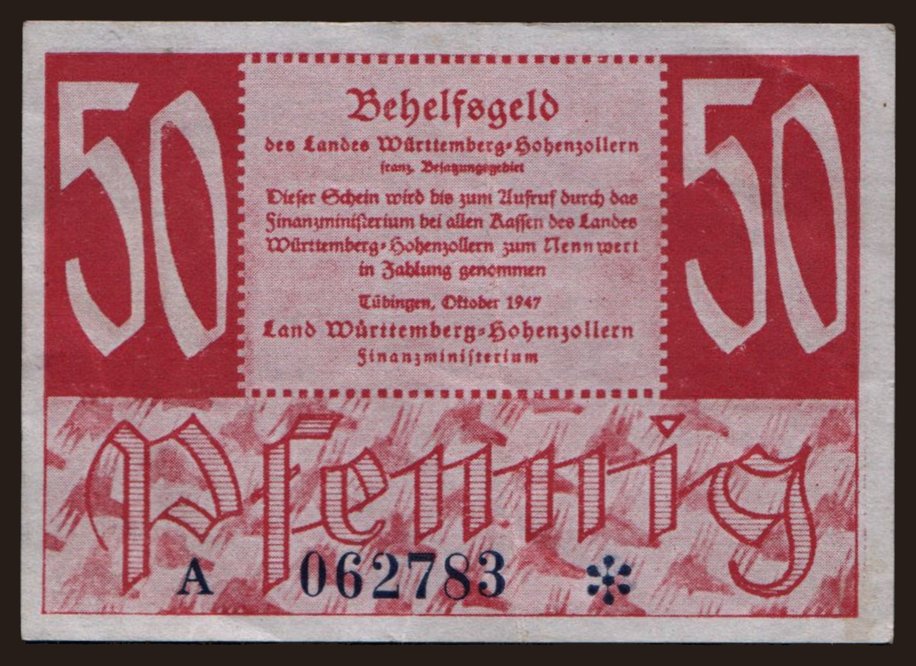 50
50
Behelfsgeld
des Landes Württemberg-Hohenzollern
franz. Besatzungsgebiet
Dieser Schein wird bis zum Aufruf durch das
Finanzministerium bei allen Kassen des Landes
Württemberg-Hohenzollern zum Nennwert
in Zahlung genommen
Tübingen, Oktober 1947
Land Württemberg-Hohenzollern
Finanzministerium
Pfennig
A 062783